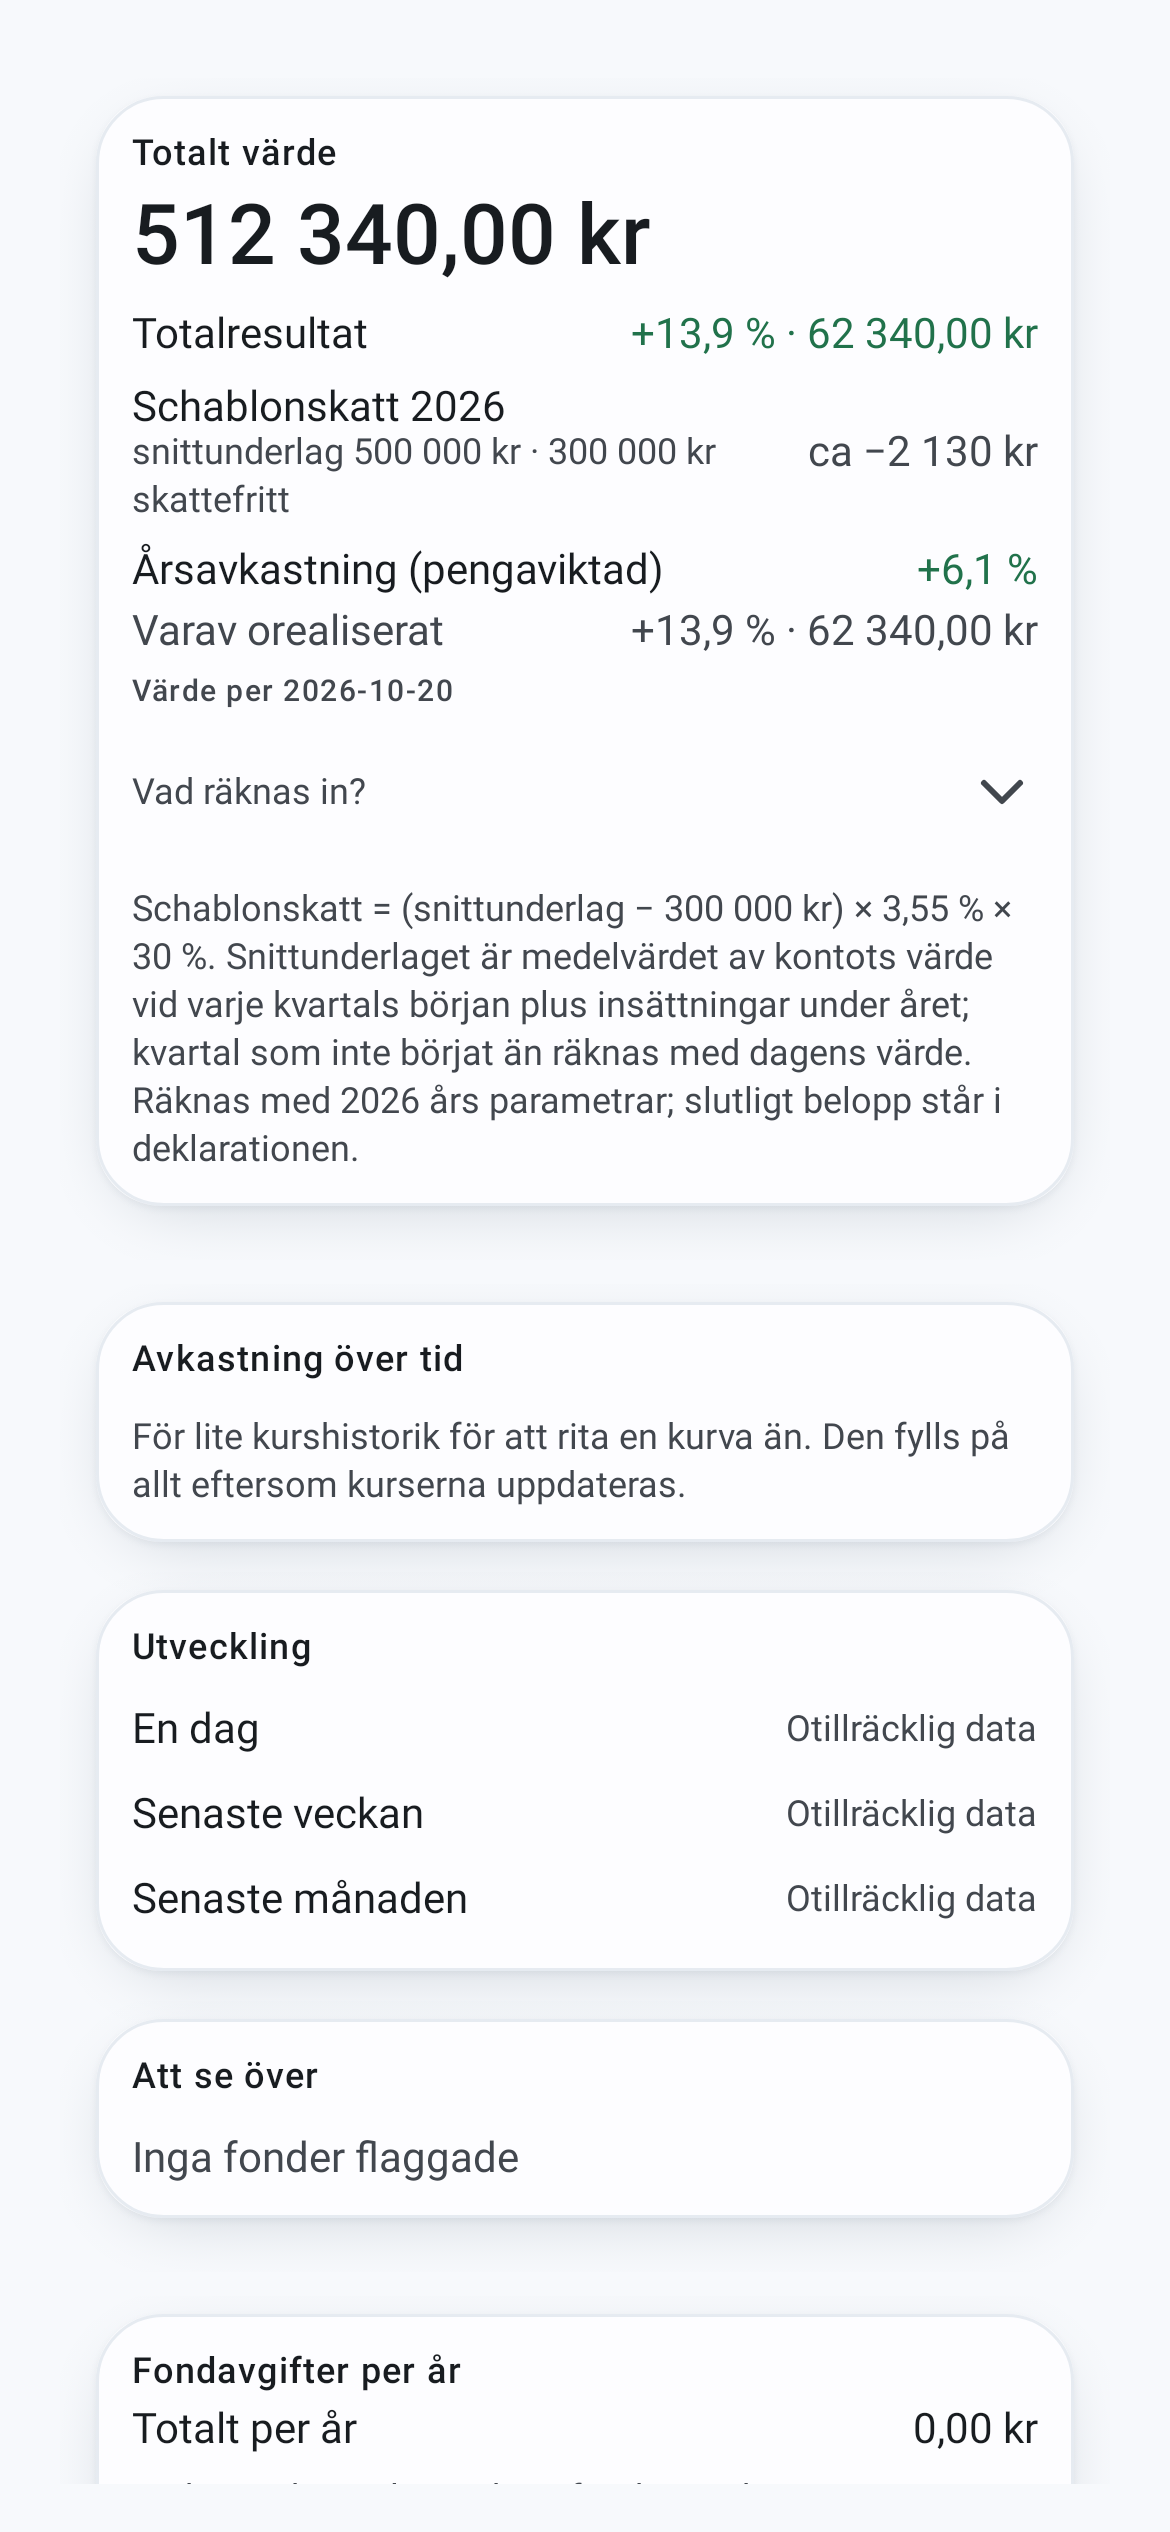 Totalt värde
512 340,00 kr
Totalresultat +13,9 % · 62 340,00 kr
Schablonskatt 2026
snittunderlag 500 000 kr · 300 000 kr ca −2 130 kr
skattefritt
Årsavkastning (pengaviktad) +6,1 %
Varav orealiserat +13,9 % · 62 340,00 kr
Värde per 2026-10-20
Vad räknas in?
Schablonskatt = (snittunderlag − 300 000 kr) × 3,55 % ×
30 %. Snittunderlaget är medelvärdet av kontots värde
vid varje kvartals början plus insättningar under året;
kvartal som inte börjat än räknas med dagens värde.
Räknas med 2026 års parametrar; slutligt belopp står i
deklarationen.
Avkastning över tid
För lite kurshistorik för att rita en kurva än. Den fylls på
allt eftersom kurserna uppdateras.
Utveckling
En dag Otillräcklig data
Senaste veckan Otillräcklig data
Senaste månaden Otillräcklig data
Att se över
Inga fonder flaggade
Fondavgifter per år
Totalt per år 0,00 kr